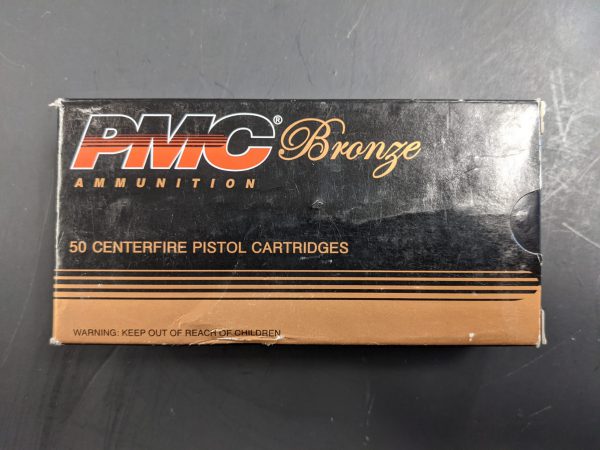 PMC® Bronze
AMMUNITION
50 CENTERFIRE PISTOL CARTRIDGES
WARNING: KEEP OUT OF REACH OF CHILDREN